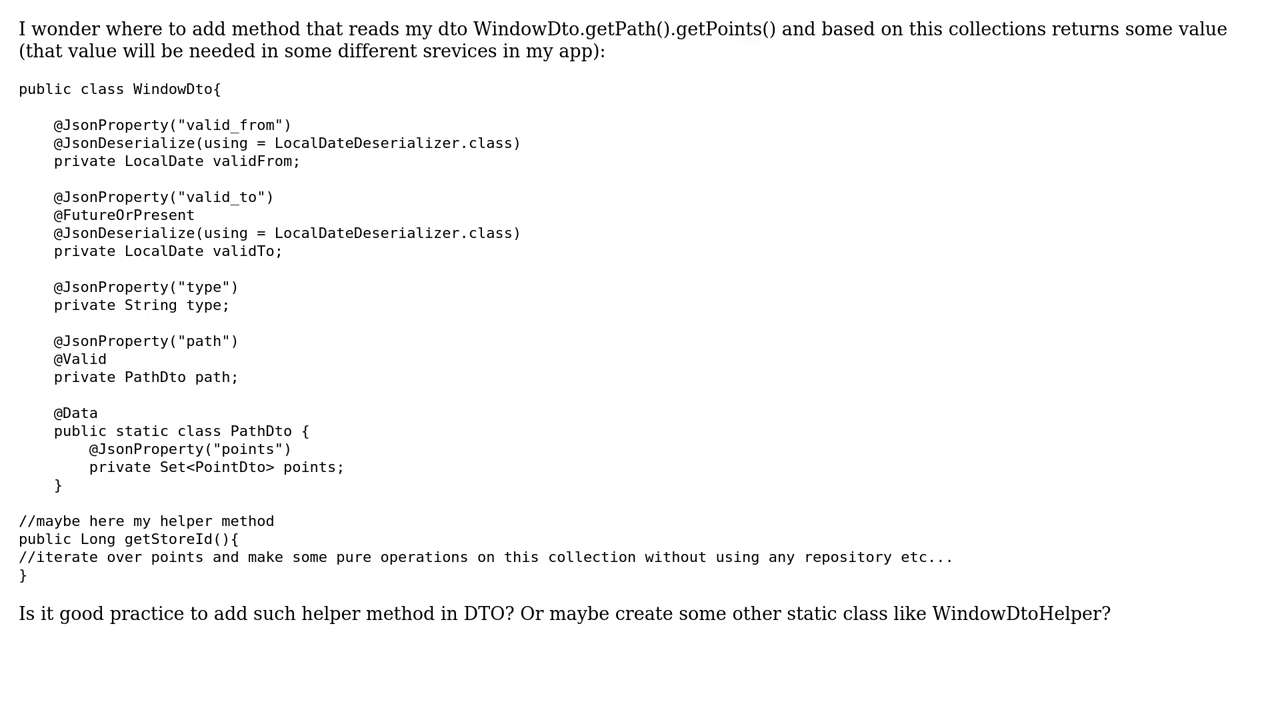 I wonder where to add method that reads my dto WindowDto.getPath().getPoints() and based on this collections returns some value
(that value will be needed in some different srevices in my app):
public class WindowDto{
    @JsonProperty("valid_from")
    @JsonDeserialize(using = LocalDateDeserializer.class)
    private LocalDate validFrom;
    @JsonProperty("valid_to")
    @FutureOrPresent
    @JsonDeserialize(using = LocalDateDeserializer.class)
    private LocalDate validTo;
    @JsonProperty("type")
    private String type;
    @JsonProperty("path")
    @Valid
    private PathDto path;
    @Data
    public static class PathDto {
        @JsonProperty("points")
        private Set<PointDto> points;
    }
//maybe here my helper method
public Long getStoreId(){
//iterate over points and make some pure operations on this collection without using any repository etc...
}
Is it good practice to add such helper method in DTO? Or maybe create some other static class like WindowDtoHelper?